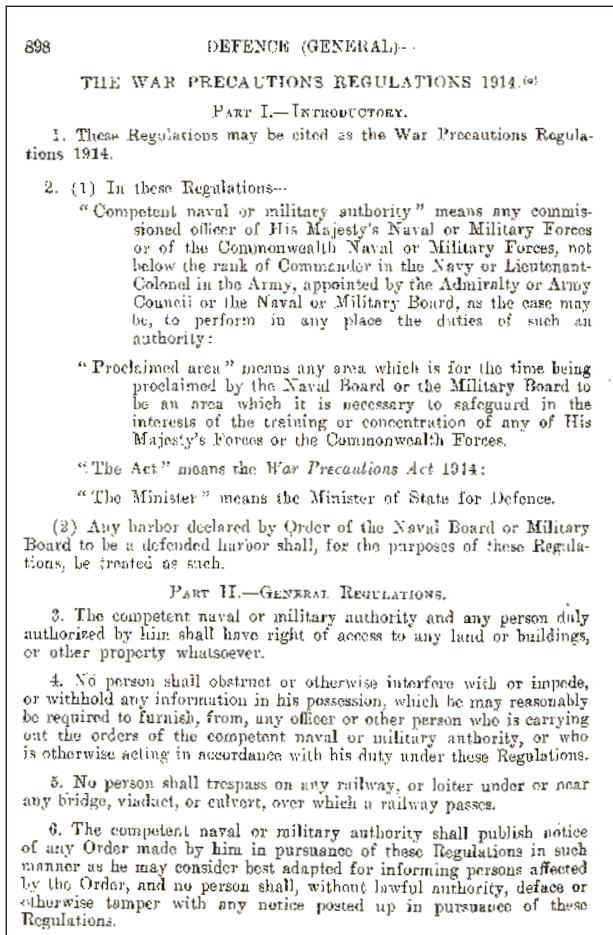 898 DEFENCE (GENERAL)—
THE WAR PRECAUTIONS REGULATIONS 1914.(a)
PART I.—INTRODUCTORY.
1. These Regulations may be cited as the War Precautions Regula-
tions 1914.
2. (1) In these Regulations—
"Competent naval or military authority" means any commis-
sioned officer of His Majesty's Naval or Military Forces
or of the Commonwealth Naval or Military Forces, not
below the rank of Commander in the Navy or Lieutenant-
Colonel in the Army, appointed by the Admiralty or Army
Council or the Naval or Military Board, as the case may
be, to perform in any place the duties of such an
authority:
"Proclaimed area" means any area which is for the time being
proclaimed by the Naval Board or the Military Board to
be an area which it is necessary to safeguard in the
interests of the training or concentration of any of His
Majesty's Forces or the Commonwealth Forces.
"The Act" means the War Precautions Act 1914:
"The Minister" means the Minister of State for Defence.
(2) Any harbor declared by Order of the Naval Board or Military
Board to be a defended harbor shall, for the purposes of these Regula-
tions, be treated as such.
PART II.—GENERAL REGULATIONS.
3. The competent naval or military authority and any person duly
authorized by him shall have right of access to any land or buildings,
or other property whatsoever.
4. No person shall obstruct or otherwise interfere with or impede,
or withhold any information in his possession, which he may reasonably
be required to furnish, from, any officer or other person who is carrying
out the orders of the competent naval or military authority, or who
is otherwise acting in accordance with his duty under these Regulations.
5. No person shall trespass on any railway, or loiter under or near
any bridge, viaduct, or culvert, over which a railway passes.
6. The competent naval or military authority shall publish notice
of any Order made by him in pursuance of these Regulations in such
manner as he may consider best adapted for informing persons affected
by the Order, and no person shall, without lawful authority, deface or
otherwise tamper with any notice posted up in pursuance of these
Regulations.